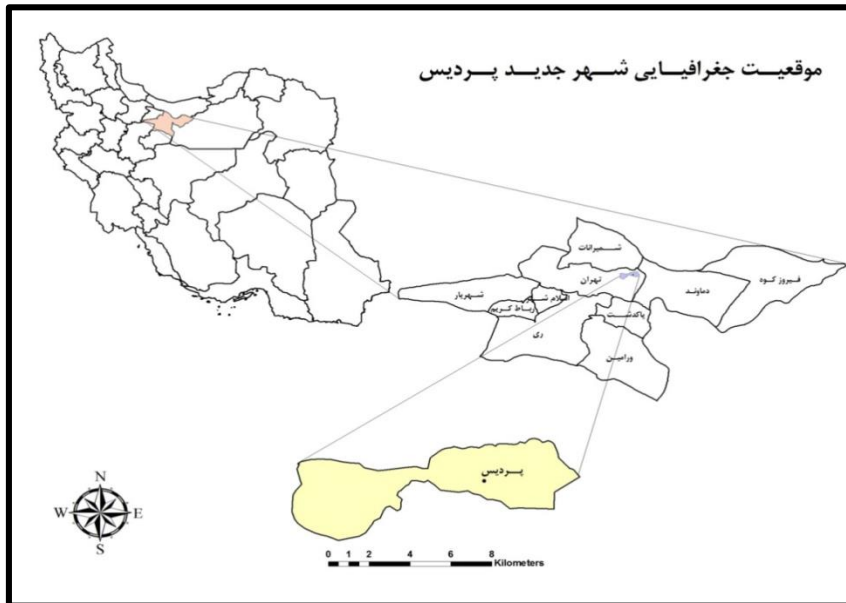 موقعیت جغرافیایی شهر جدید پردیس
شمیرانات
فیروز کوه
دماوند
تهران
شهریار
اسلام شهر
رباط کریم
پاکدشت
ری
ورامین
پردیس
N
W E
S
0 1 2 4 6 8
Kilometers